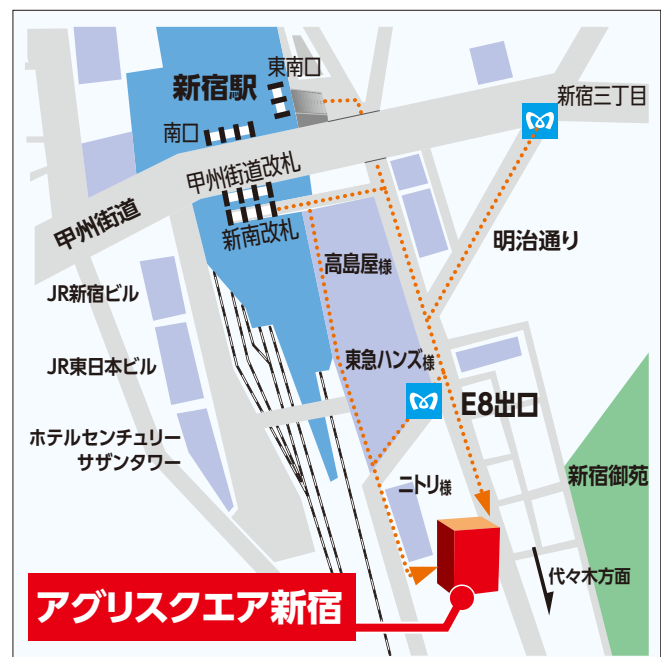 東南口
新宿駅
新宿三丁目
南口
甲州街道改札
甲州街道
新南改札
明治通り
高島屋様
JR新宿ビル
東急ハンズ様
JR東日本ビル
E8出口
ホテルセンチュリー
サザンタワー
新宿御苑
ニトリ様
代々木方面
アグリスクエア新宿